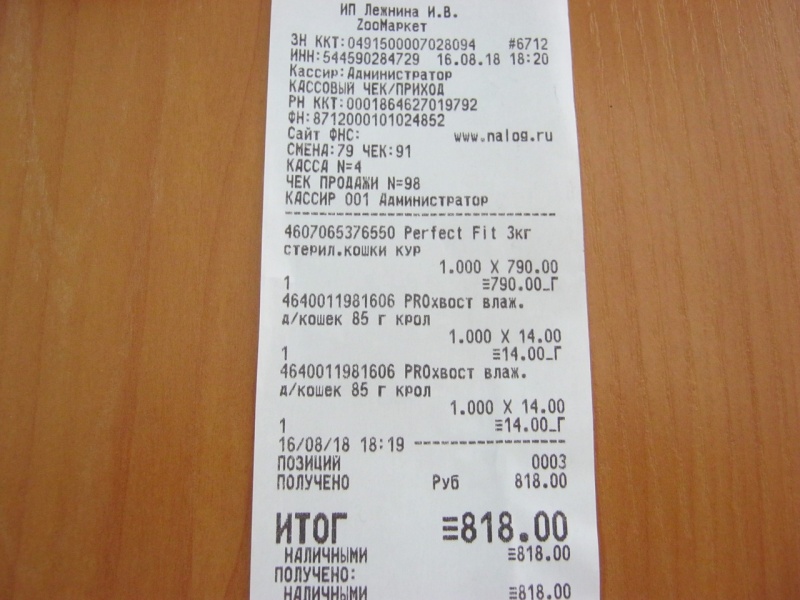 ИП Лежнина И.В.
ZooМаркет
ЗН ККТ:0491500007028094 #6712
ИНН:544590284729 16.08.18 18:20
Кассир:Администратор
КАССОВЫЙ ЧЕК/ПРИХОД
РН ККТ:0001864627019792
ФН:8712000101024852
Сайт ФНС: www.nalog.ru
СМЕНА:79 ЧЕК:91
КАССА N=4
ЧЕК ПРОДАЖИ N=98
КАССИР 001 Администратор
4607065376550 Perfect Fit 3кг
стерил.кошки кур
1.000 X 790.00
1 ≡790.00_Г
4640011981606 PROхвост влаж.
д/кошек 85 г крол
1.000 X 14.00
1 ≡14.00_Г
4640011981606 PROхвост влаж.
д/кошек 85 г крол
1.000 X 14.00
1 ≡14.00_Г
16/08/18 18:19
ПОЗИЦИЙ 0003
ПОЛУЧЕНО Руб 818.00
ИТОГ ≡818.00
НАЛИЧНЫМИ ≡818.00
ПОЛУЧЕНО:
НАЛИЧНЫМИ ≡818.00